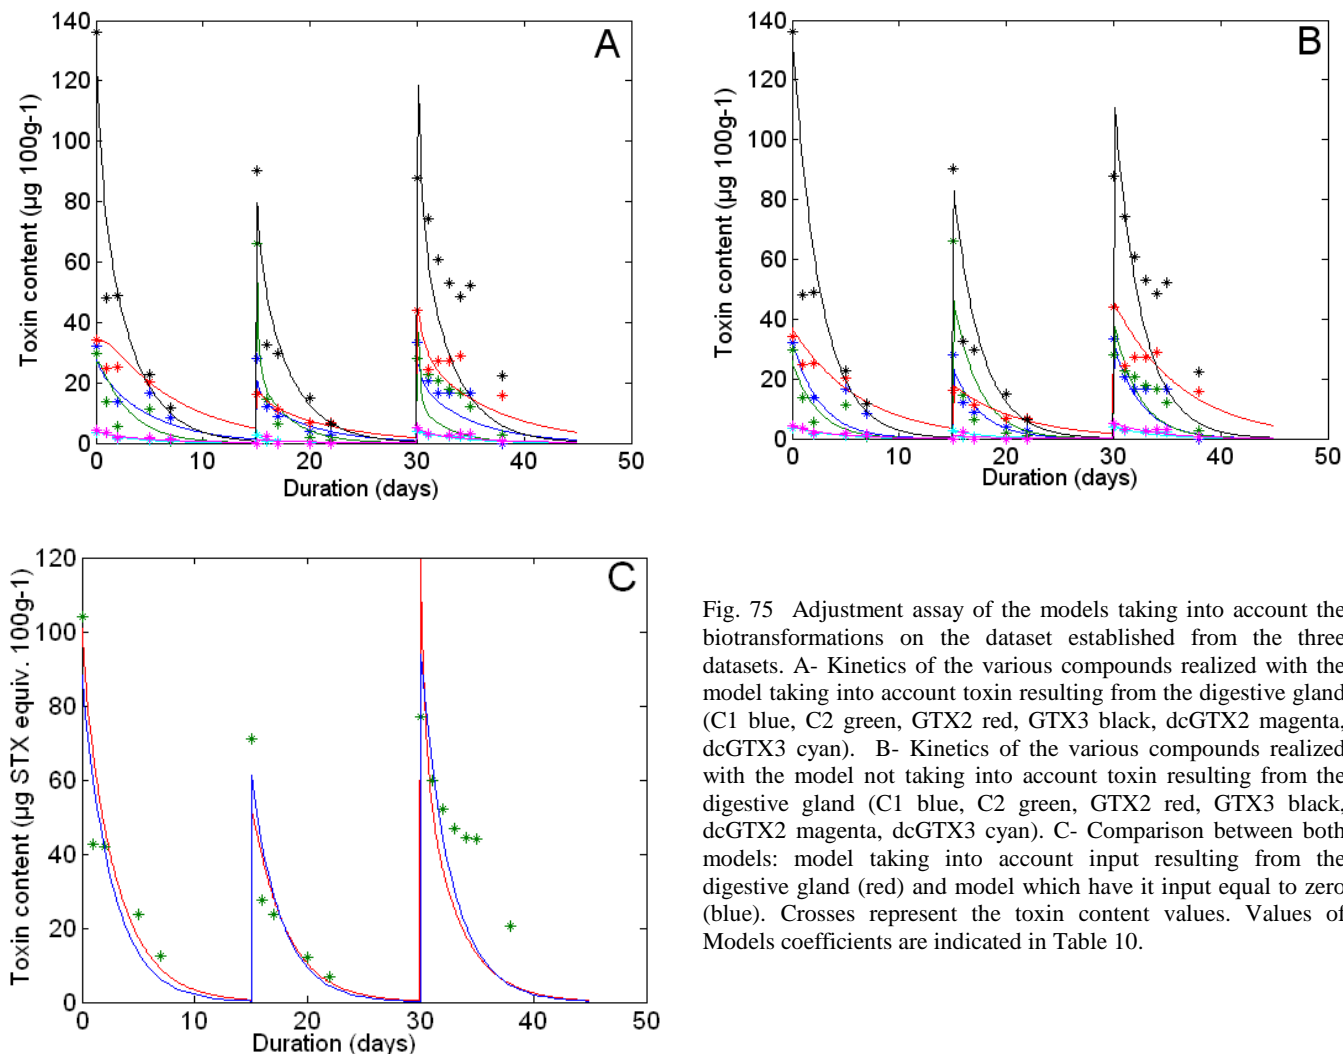 A
Toxin content (µg 100g-1)
140
120
100
80
60
40
20
0
0 10 20 30 40 50
Duration (days)
B
Toxin content (µg 100g-1)
140
120
100
80
60
40
20
0
0 10 20 30 40 50
Duration (days)
C
Toxin content (µg STX equiv. 100g-1)
120
100
80
60
40
20
0
0 10 20 30 40 50
Duration (days)
Fig. 75 Adjustment assay of the models taking into account the
biotransformations on the dataset established from the three
datasets. A- Kinetics of the various compounds realized with the
model taking into account toxin resulting from the digestive gland
(C1 blue, C2 green, GTX2 red, GTX3 black, dcGTX2 magenta,
dcGTX3 cyan). B- Kinetics of the various compounds realized
with the model not taking into account toxin resulting from the
digestive gland (C1 blue, C2 green, GTX2 red, GTX3 black,
dcGTX2 magenta, dcGTX3 cyan). C- Comparison between both
models: model taking into account input resulting from the
digestive gland (red) and model which have it input equal to zero
(blue). Crosses represent the toxin content values. Values of
Models coefficients are indicated in Table 10.